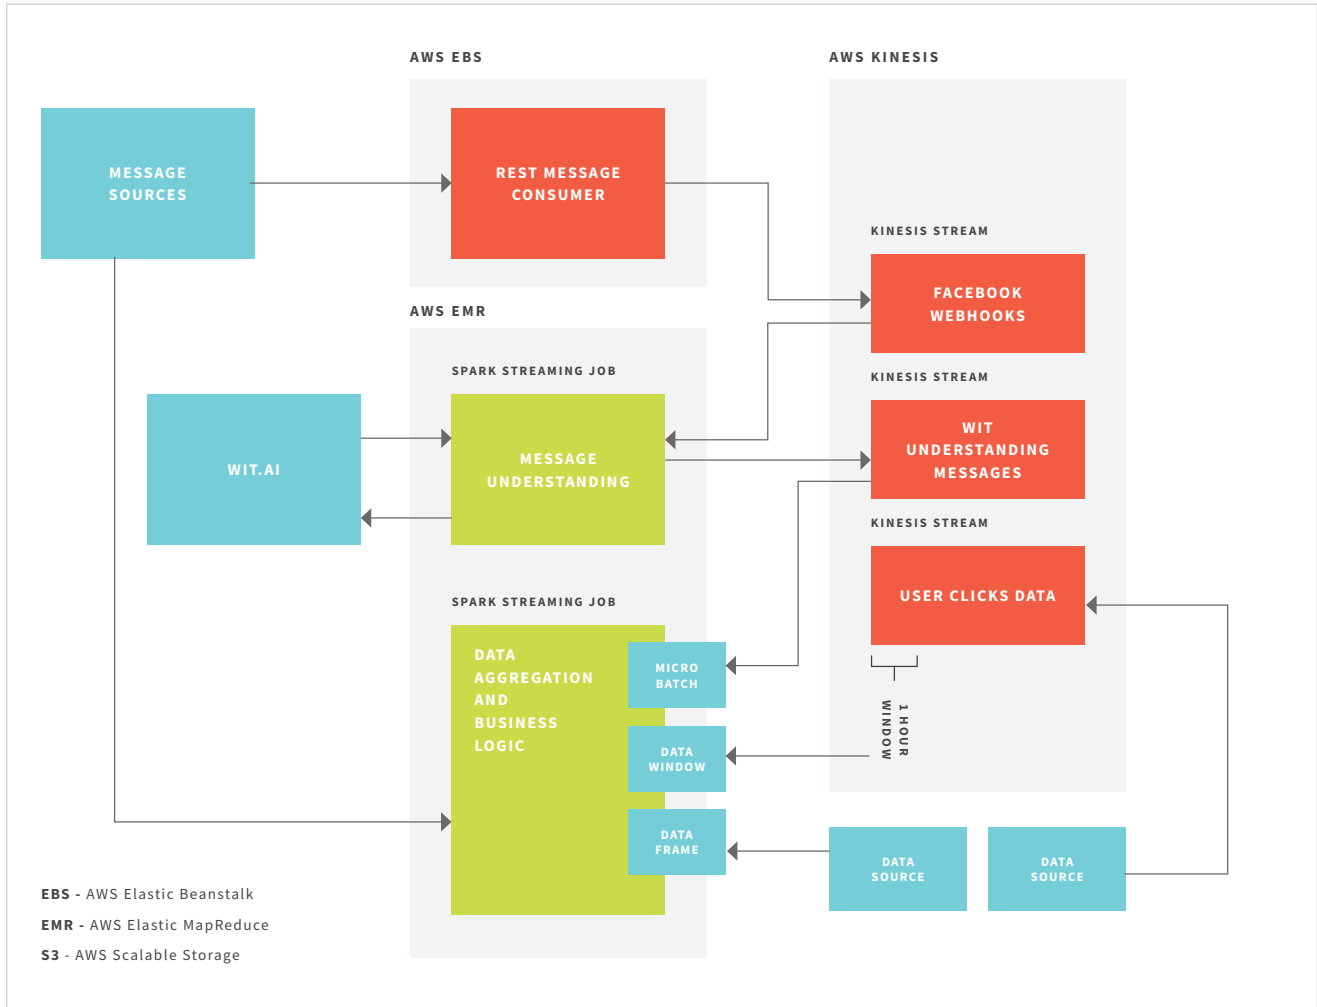 AWS EBS
AWS KINESIS
MESSAGE
SOURCES
REST MESSAGE
CONSUMER
KINESIS STREAM
FACEBOOK
WEBHOOKS
AWS EMR
SPARK STREAMING JOB
KINESIS STREAM
WIT.AI
MESSAGE
UNDERSTANDING
WIT
UNDERSTANDING
MESSAGES
KINESIS STREAM
USER CLICKS DATA
SPARK STREAMING JOB
DATA
AGGREGATION
AND
BUSINESS
LOGIC
MICRO
BATCH
1 HOUR
WINDOW
DATA
WINDOW
DATA
FRAME
DATA
SOURCE
DATA
SOURCE
EBS - AWS Elastic Beanstalk
EMR - AWS Elastic MapReduce
S3 - AWS Scalable Storage